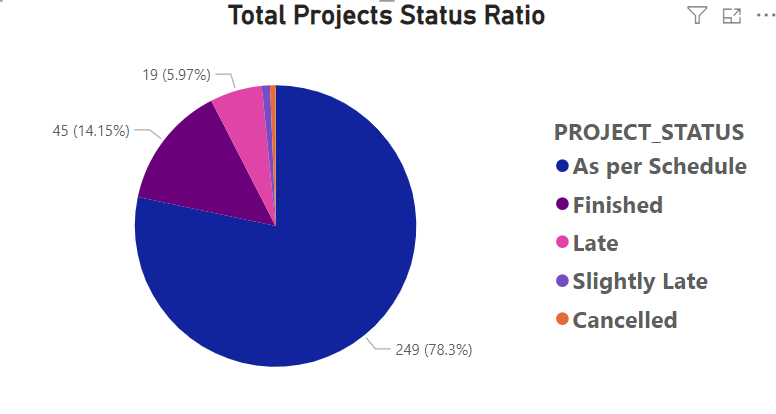 Total Projects Status Ratio
19 (5.97%)
45 (14.15%)
249 (78.3%)
PROJECT_STATUS
As per Schedule
Finished
Late
Slightly Late
Cancelled